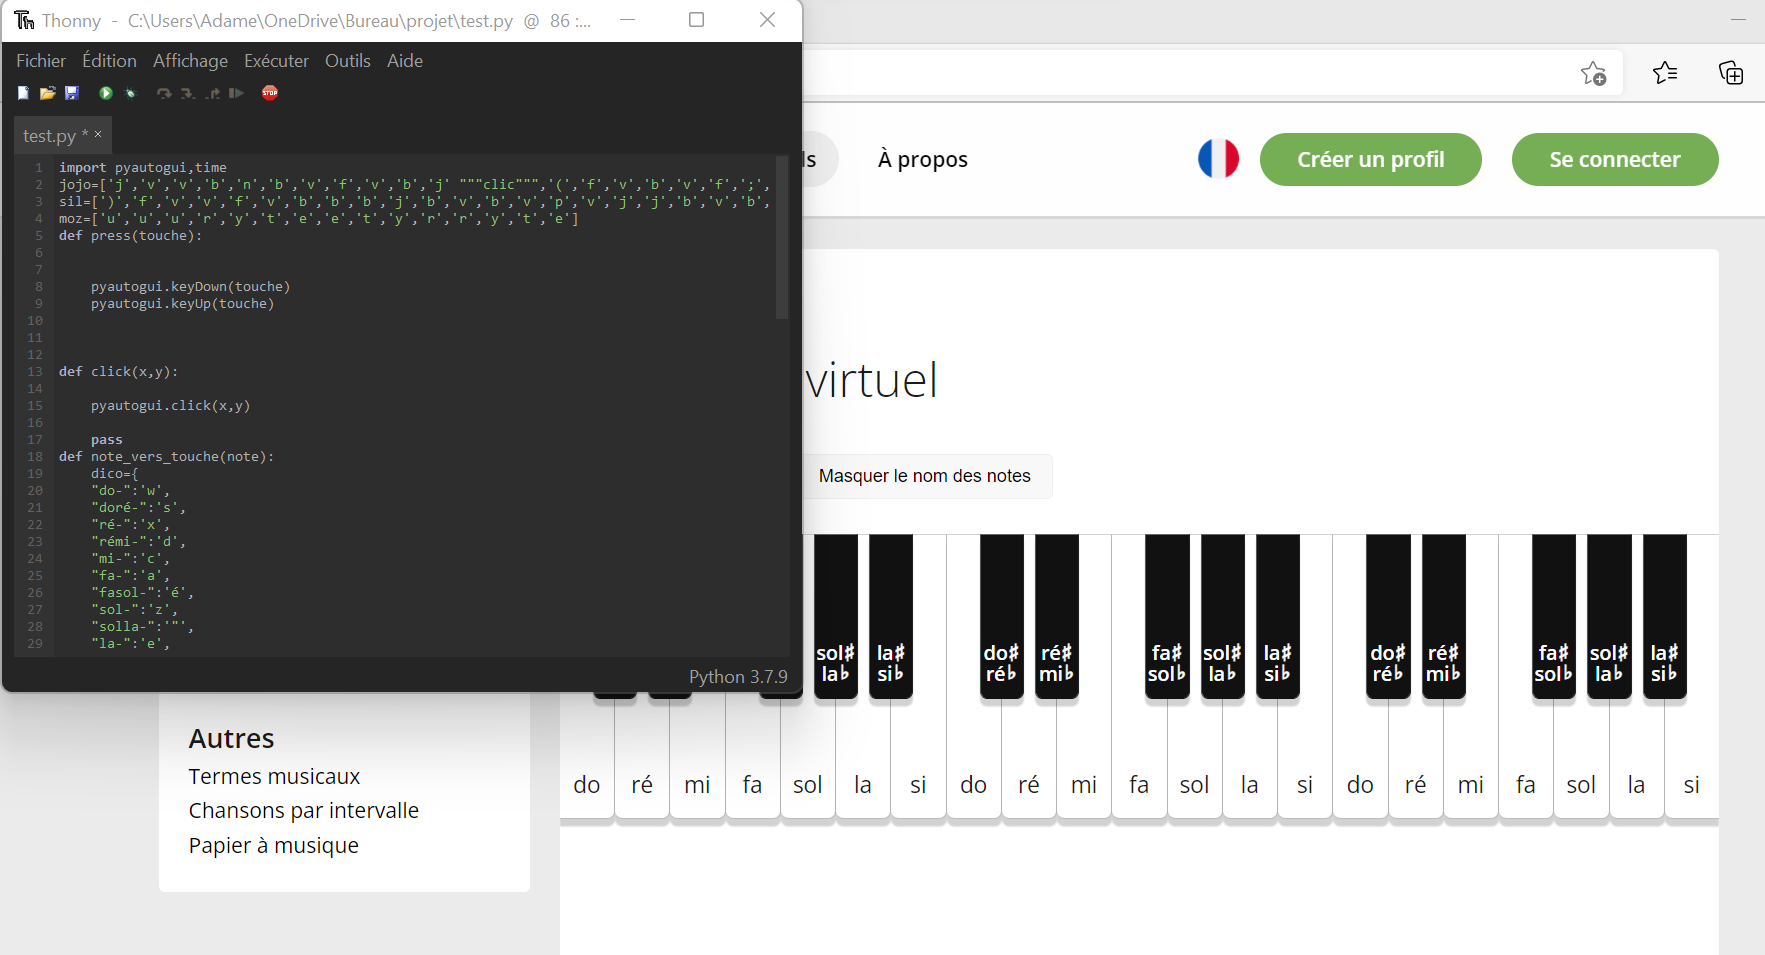 Thonny - C:\Users\Adame\OneDrive\Bureau\projet\test.py @ 86 :...
Fichier Édition Affichage Exécuter Outils Aide
STOP
test.py * ×
1 import pyautogui,time
2 jojo=['j','v','v','b','n','b','v','f','v','b','j' """clic""",'(','f','v','b','v','f',';',
3 sil=[')','f','v','v','f','v','b','b','b','j','b','v','b','v','p','v','j','j','b','v','b',
4 moz=['u','u','u','r','y','t','e','e','t','y','r','r','y','t','e']
5 def press(touche):
6
7
8 pyautogui.keyDown(touche)
9 pyautogui.keyUp(touche)
10
11
12
13 def click(x,y):
14
15 pyautogui.click(x,y)
16
17 pass
18 def note_vers_touche(note):
19 dico={
20 "do-":'w',
21 "doré-":'s',
22 "ré-":'x',
23 "rémi-":'d',
24 "mi-":'c',
25 "fa-":'a',
26 "fasol-":'é',
27 "sol-":'z',
28 "solla-":'"',
29 "la-":'e',
Python 3.7.9
ls À propos Créer un profil Se connecter
virtuel
Masquer le nom des notes
sol♯ la♯ do♯ ré♯ fa♯ sol♯ la♯ do♯ ré♯ fa♯ sol♯ la♯
la♭ si♭ ré♭ mi♭ sol♭ la♭ si♭ ré♭ mi♭ sol♭ la♭ si♭
do ré mi fa sol la si do ré mi fa sol la si do ré mi fa sol la si
Autres
Termes musicaux
Chansons par intervalle
Papier à musique